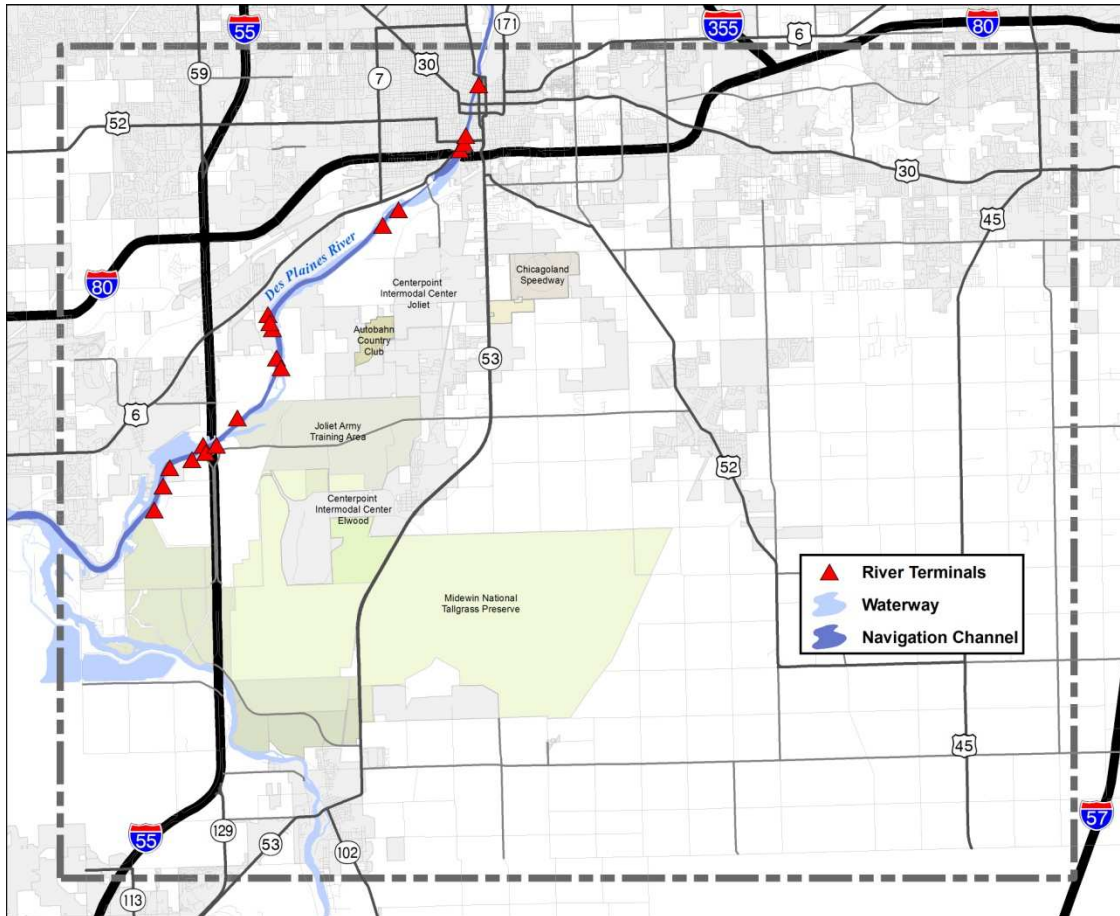 55
171
355
80
6
59
7
30
52
30
45
Des Plaines River
80
Centerpoint
Intermodal Center
Joliet
Chicagoland
Speedway
Autobahn
Country
Club
53
6
Joliet Army
Training Area
52
Centerpoint
Intermodal Center
Elwood
Midewin National
Tallgrass Preserve
River Terminals
Waterway
Navigation Channel
45
57
55
129
53
102
113